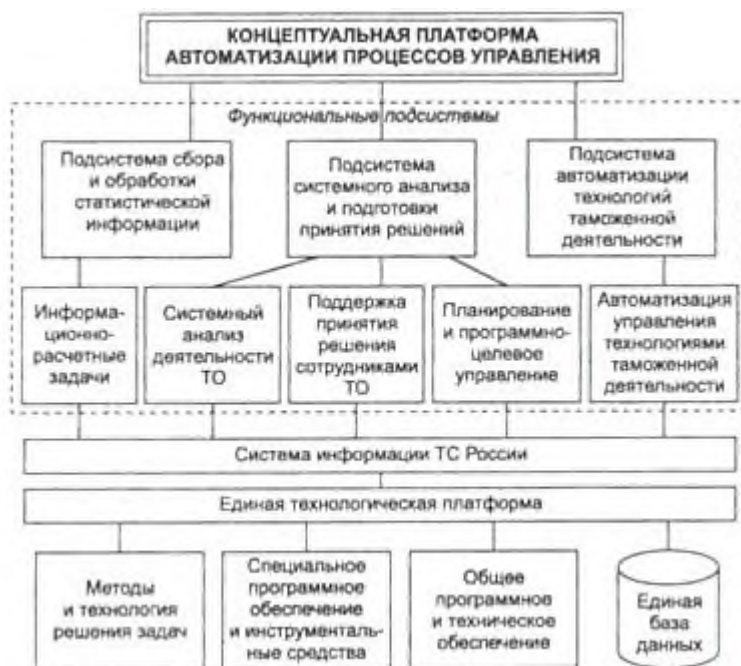 КОНЦЕПТУАЛЬНАЯ ПЛАТФОРМА
АВТОМАТИЗАЦИИ ПРОЦЕССОВ УПРАВЛЕНИЯ
Функциональные подсистемы
Подсистема сбора
и обработки
статистической
информации
Подсистема
системного анализа
и подготовки
принятия решений
Подсистема
автоматизации
технологий
таможенной
деятельности
Информа-
ционно-
расчетные
задачи
Системный
анализ
деятельности
ТО
Поддержка
принятия
решения
сотрудниками
ТО
Планирование
и программно-
целевое
управление
Автоматизация
управления
технологиями
таможенной
деятельности
Система информации ТС России
Единая технологическая платформа
Методы
и технология
решения задач
Специальное
программное
обеспечение
и инструменталь-
ные средства
Общее
программное
и техническое
обеспечение
Единая
база
данных